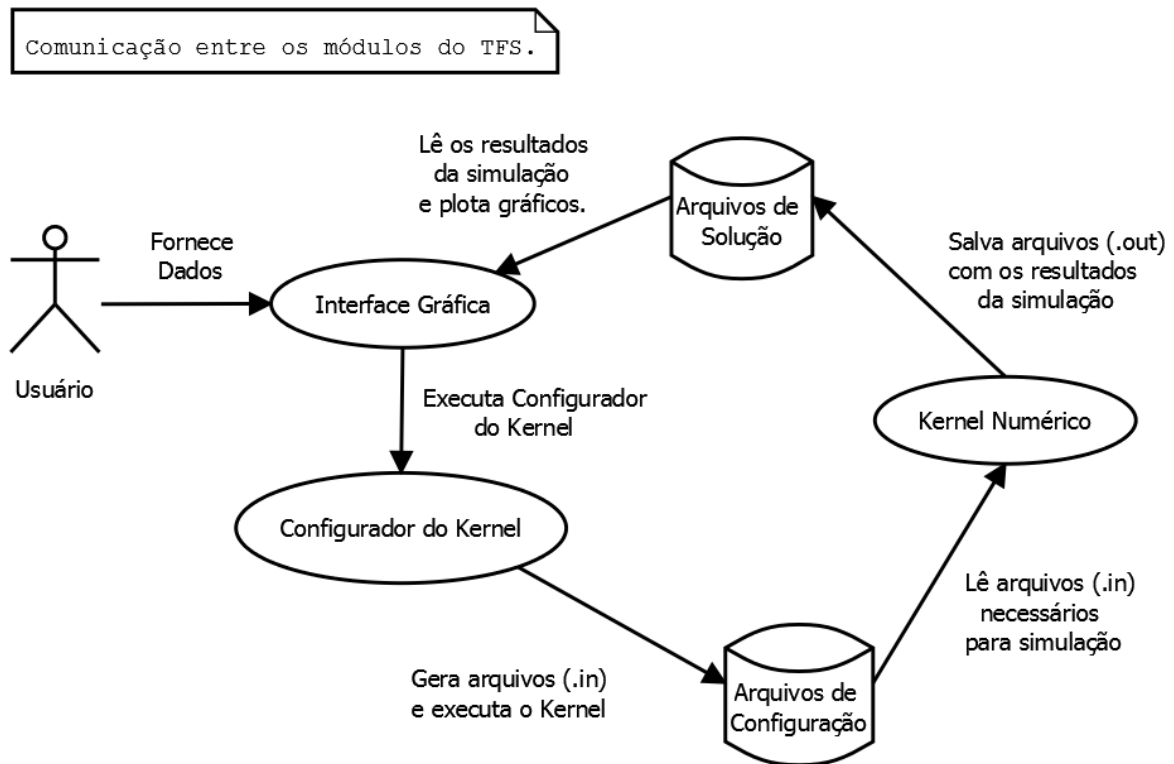 Comunicação entre os módulos do TFS.
Lê os resultados
da simulação
e plota gráficos.
Arquivos de
Solução
Salva arquivos (.out)
com os resultados
da simulação
Fornece
Dados
Interface Gráfica
Usuário
Executa Configurador
do Kernel
Kernel Numérico
Configurador do Kernel
Lê arquivos (.in)
necessários
para simulação
Gera arquivos (.in)
e executa o Kernel
Arquivos de
Configuração